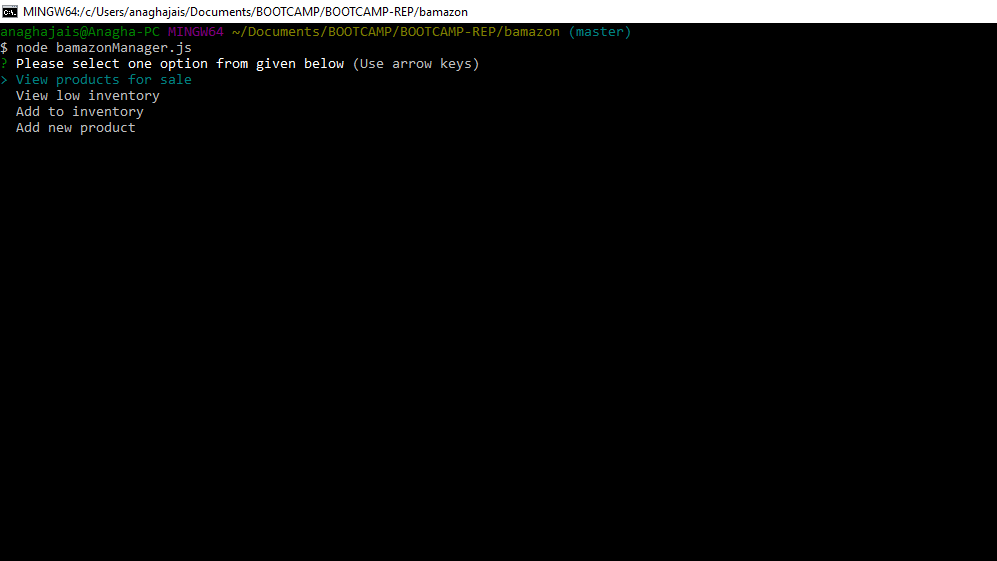 MINGW64:/c/Users/anaghajais/Documents/BOOTCAMP/BOOTCAMP-REP/bamazon
anaghajais@Anagha-PC MINGW64 ~/Documents/BOOTCAMP/BOOTCAMP-REP/bamazon (master)
$ node bamazonManager.js
? Please select one option from given below (Use arrow keys)
> View products for sale
View low inventory
Add to inventory
Add new product